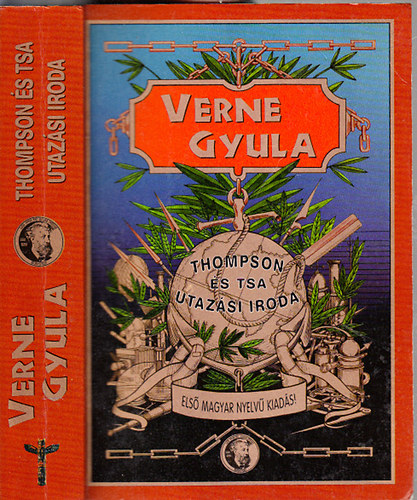 VERNE
GYULA
THOMPSON ÉS TSA
UTAZÁSI IRODA
VERNE
GYULA
THOMPSON
ÉS TSA
UTAZÁSI IRODA
ELSŐ MAGYAR NYELVŰ KIADÁS!